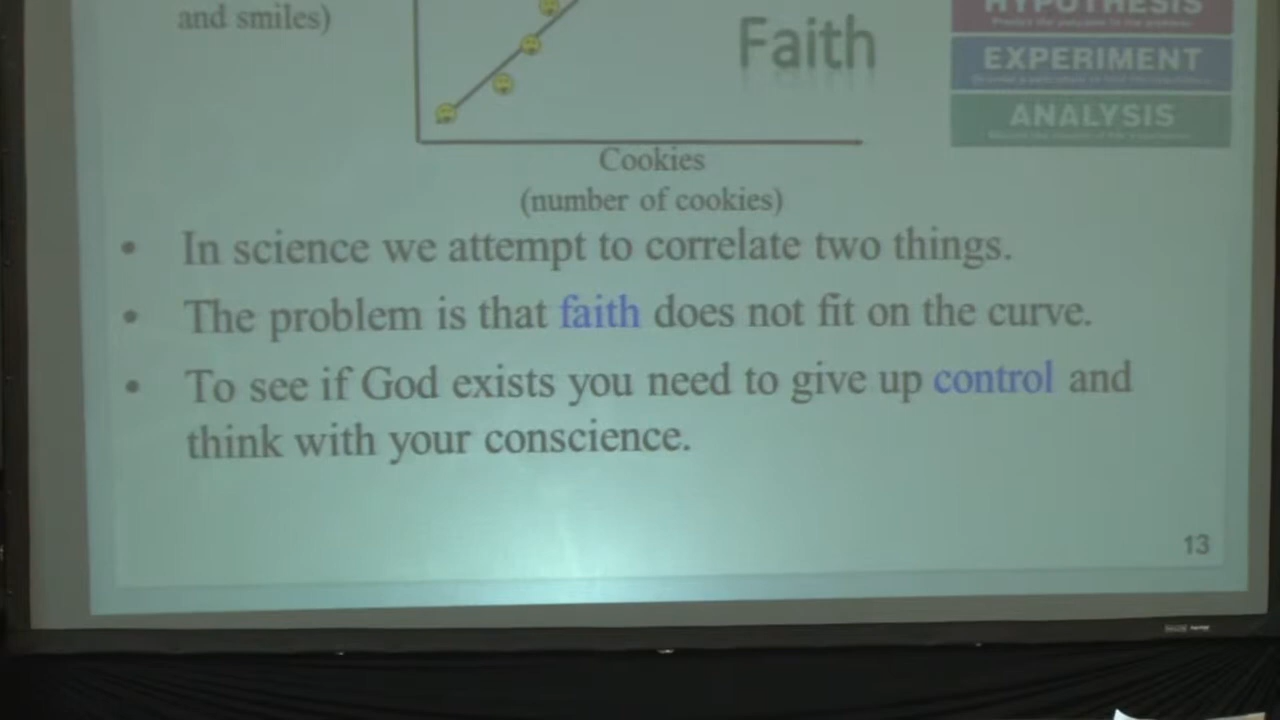 and smiles)
Faith
HYPOTHESIS
EXPERIMENT
ANALYSIS
Cookies
(number of cookies)
• In science we attempt to correlate two things.
• The problem is that faith does not fit on the curve.
• To see if God exists you need to give up control and
think with your conscience.
13